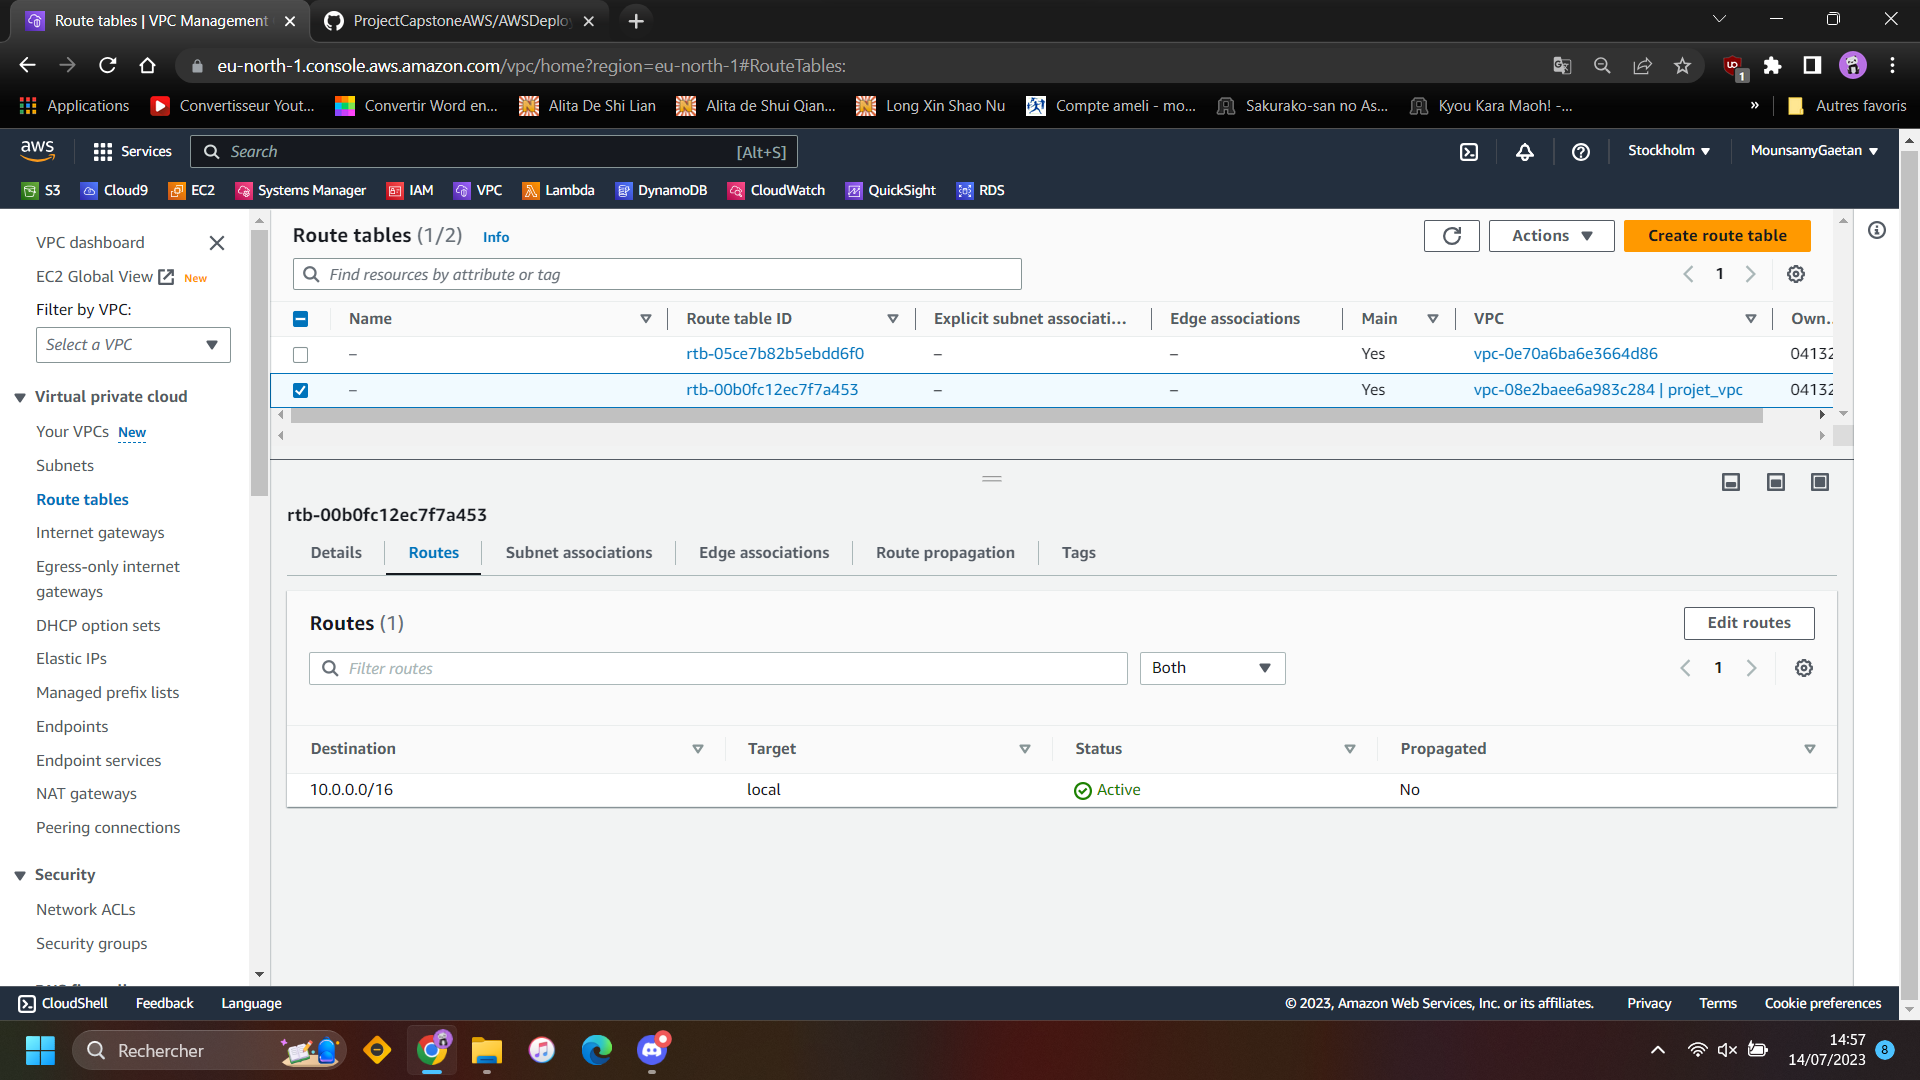 Route tables | VPC Management
ProjectCapstoneAWS/AWSDeplo
eu-north-1.console.aws.amazon.com/vpc/home?region=eu-north-1#RouteTables:
1
Applications
Convertisseur Yout...
Convertir Word en...
Alita De Shi Lian
Alita de Shui Qian...
Long Xin Shao Nu
Compte ameli - mo...
Sakurako-san no As...
Kyou Kara Maoh! -...
»
Autres favoris
aws
Services
Search
[Alt+S]
Stockholm
MounsamyGaetan
S3
Cloud9
EC2
Systems Manager
IAM
VPC
Lambda
DynamoDB
CloudWatch
QuickSight
RDS
VPC dashboard
EC2 Global View
New
Filter by VPC:
Select a VPC
Virtual private cloud
Your VPCs New
Subnets
Route tables
Internet gateways
Egress-only internet
gateways
DHCP option sets
Elastic IPs
Managed prefix lists
Endpoints
Endpoint services
NAT gateways
Peering connections
Security
Network ACLs
Security groups
Route tables (1/2) Info
Actions
Create route table
Find resources by attribute or tag
1
Name
Route table ID
Explicit subnet associati...
Edge associations
Main
VPC
Own...
–
rtb-05ce7b82b5ebdd6f0
–
–
Yes
vpc-0e70a6ba6e3664d86
04132
–
rtb-00b0fc12ec7f7a453
–
–
Yes
vpc-08e2baee6a983c284 | projet_vpc
04132
rtb-00b0fc12ec7f7a453
Details
Routes
Subnet associations
Edge associations
Route propagation
Tags
Routes (1)
Edit routes
Filter routes
Both
1
Destination
Target
Status
Propagated
10.0.0.0/16
local
Active
No
CloudShell
Feedback
Language
© 2023, Amazon Web Services, Inc. or its affiliates.
Privacy
Terms
Cookie preferences
Rechercher
14:57
14/07/2023
8